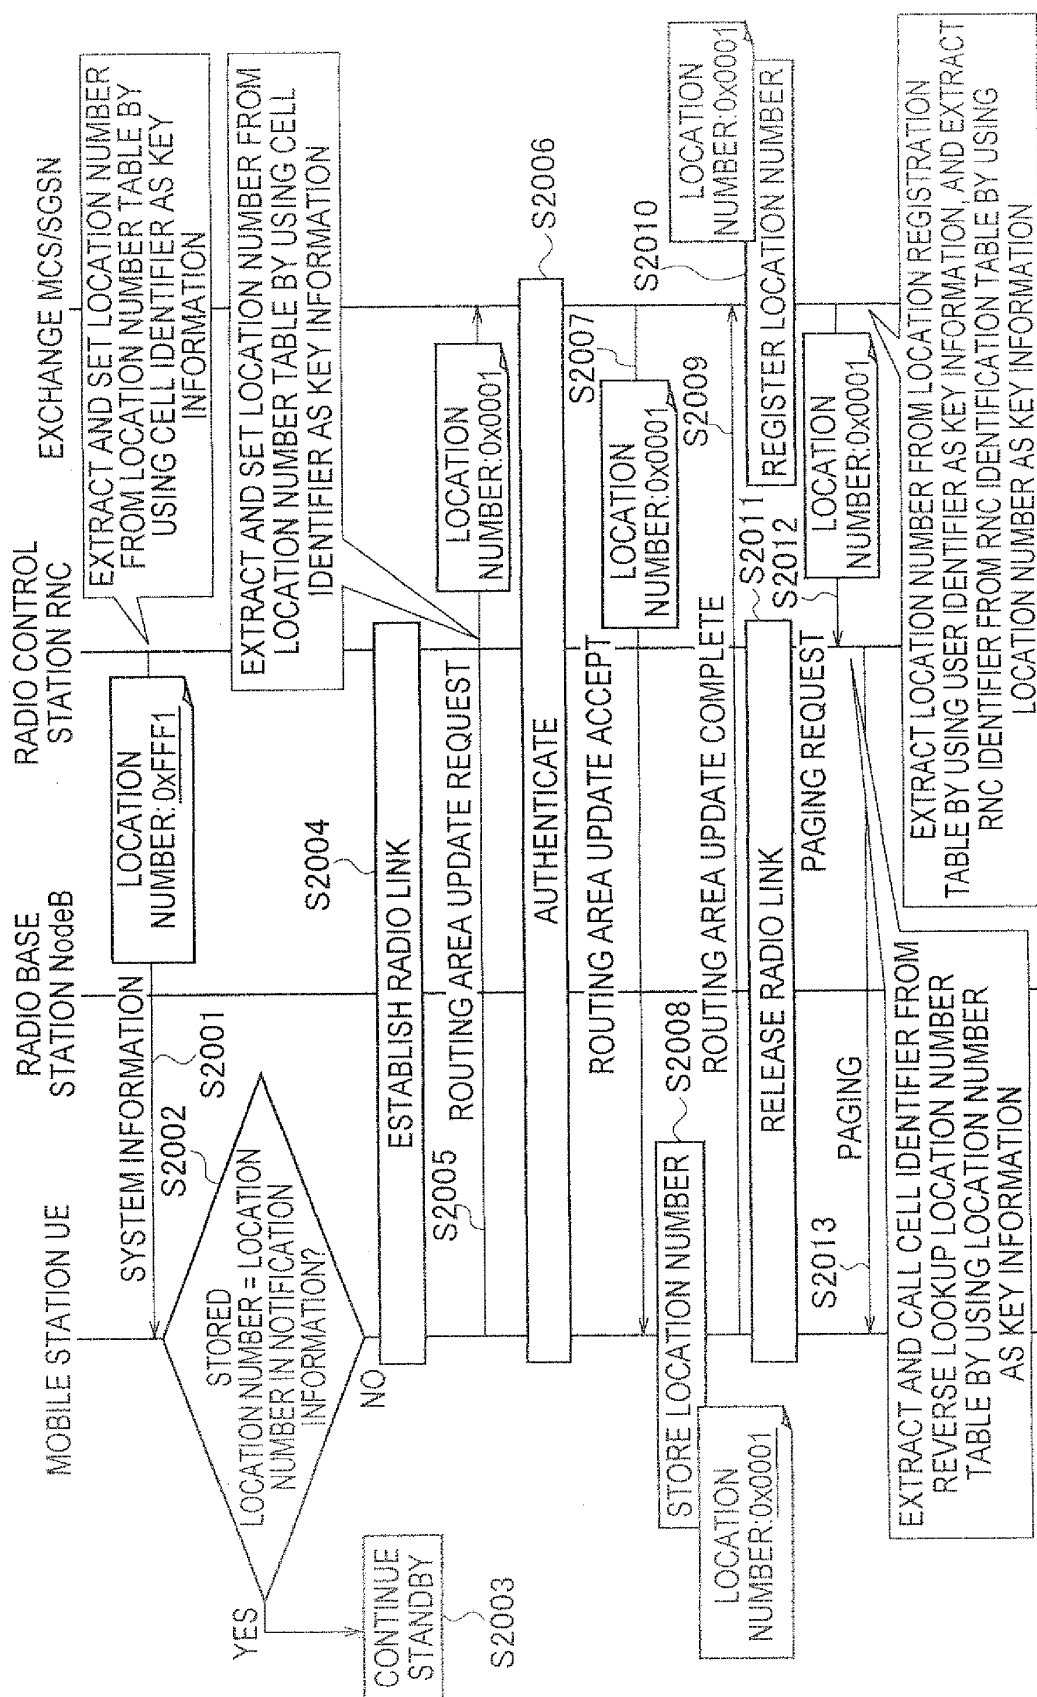 MOBILE STATION UE
RADIO BASE
STATION NodeB
RADIO CONTROL
STATION RNC
EXCHANGE MCS/SGSN
EXTRACT AND SET LOCATION NUMBER
FROM LOCATION NUMBER TABLE BY
USING CELL IDENTIFIER AS KEY
INFORMATION
SYSTEM INFORMATION
LOCATION
NUMBER:0xFFF1
S2001
S2002
STORED
LOCATION NUMBER = LOCATION
NUMBER IN NOTIFICATION
INFORMATION?
YES
NO
CONTINUE
STANDBY
S2003
EXTRACT AND SET LOCATION NUMBER FROM
LOCATION NUMBER TABLE BY USING CELL
IDENTIFIER AS KEY INFORMATION
S2004
ESTABLISH RADIO LINK
S2005
ROUTING AREA UPDATE REQUEST
LOCATION
NUMBER:0x0001
AUTHENTICATE
S2006
ROUTING AREA UPDATE ACCEPT
LOCATION
NUMBER:0x0001
S2007
STORE LOCATION NUMBER
S2008
LOCATION
NUMBER:0x0001
ROUTING AREA UPDATE COMPLETE
S2009
S2010
REGISTER LOCATION NUMBER
LOCATION
NUMBER:0x0001
RELEASE RADIO LINK
S2011
PAGING REQUEST
S2012
LOCATION
NUMBER:0x0001
PAGING
S2013
EXTRACT AND CALL CELL IDENTIFIER FROM
REVERSE LOOKUP LOCATION NUMBER
TABLE BY USING LOCATION NUMBER
AS KEY INFORMATION
EXTRACT LOCATION NUMBER FROM LOCATION REGISTRATION
TABLE BY USING USER IDENTIFIER AS KEY INFORMATION, AND EXTRACT
RNC IDENTIFIER FROM RNC IDENTIFICATION TABLE BY USING
LOCATION NUMBER AS KEY INFORMATION